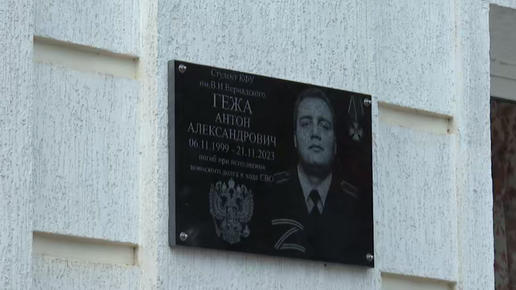 Студент КФУ
им.В.И.Вернадского
ГЕЖА
АНТОН
АЛЕКСАНДРОВИЧ
06.11.1999 - 21.11.2023
погиб при исполнении
воинского долга в ходе СВО
Z